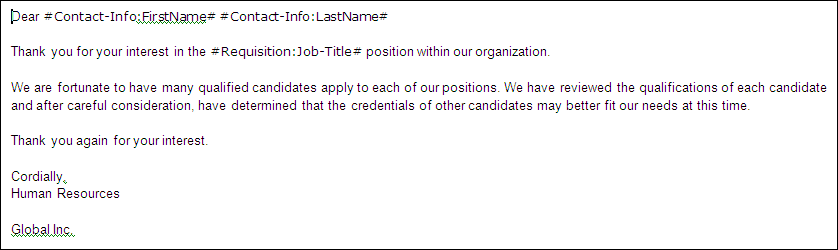 Dear #Contact-Info:FirstName# #Contact-Info:LastName#
Thank you for your interest in the #Requisition:Job-Title# position within our organization.
We are fortunate to have many qualified candidates apply to each of our positions. We have reviewed the qualifications of each candidate
and after careful consideration, have determined that the credentials of other candidates may better fit our needs at this time.
Thank you again for your interest.
Cordially,
Human Resources
Global Inc.